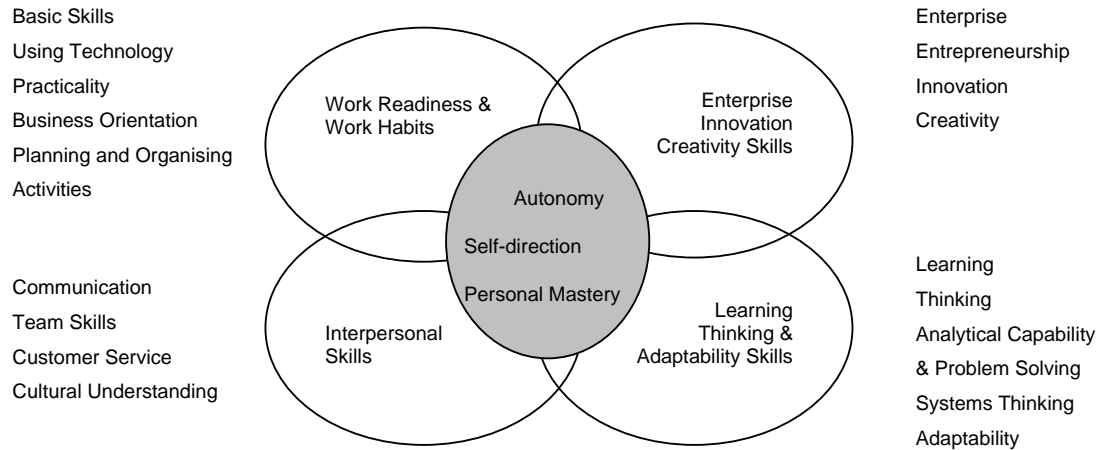 Basic Skills
Using Technology
Practicality
Business Orientation
Planning and Organising
Activities
Communication
Team Skills
Customer Service
Cultural Understanding
Work Readiness &
Work Habits
Enterprise
Innovation
Creativity Skills
Autonomy
Self-direction
Personal Mastery
Interpersonal
Skills
Learning
Thinking &
Adaptability Skills
Enterprise
Entrepreneurship
Innovation
Creativity
Learning
Thinking
Analytical Capability
& Problem Solving
Systems Thinking
Adaptability